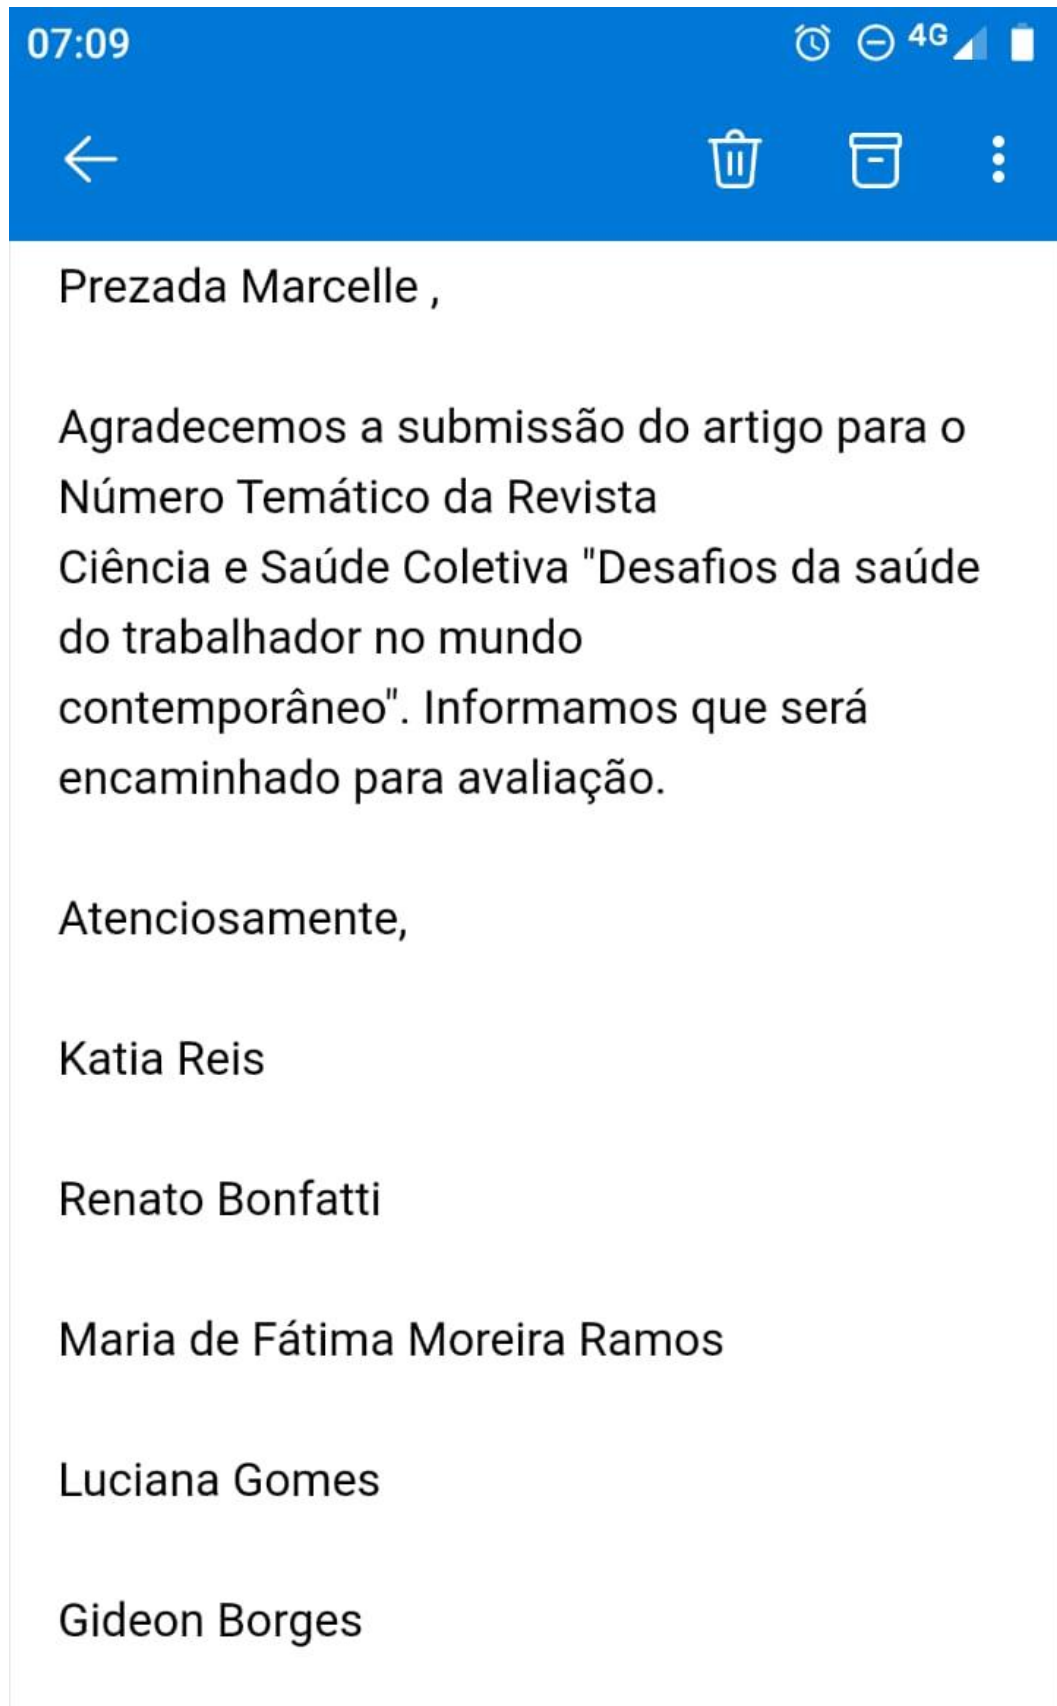 07:09
4G
Prezada Marcelle ,
Agradecemos a submissão do artigo para o
Número Temático da Revista
Ciência e Saúde Coletiva "Desafios da saúde
do trabalhador no mundo
contemporâneo". Informamos que será
encaminhado para avaliação.
Atenciosamente,
Katia Reis
Renato Bonfatti
Maria de Fátima Moreira Ramos
Luciana Gomes
Gideon Borges